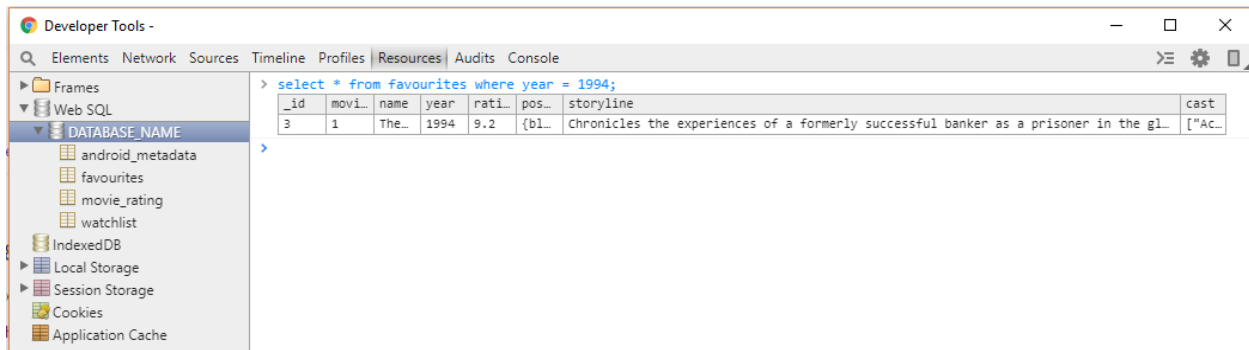 Developer Tools -
Elements Network Sources Timeline Profiles Resources Audits Console
Frames
Web SQL
DATABASE_NAME
android_metadata
favourites
movie_rating
watchlist
IndexedDB
Local Storage
Session Storage
Cookies
Application Cache
> select * from favourites where year = 1994;
_id movi… name year rati… pos… storyline cast
3 1 The… 1994 9.2 {bl… Chronicles the experiences of a formerly successful banker as a prisoner in the gl… ["Ac…
>